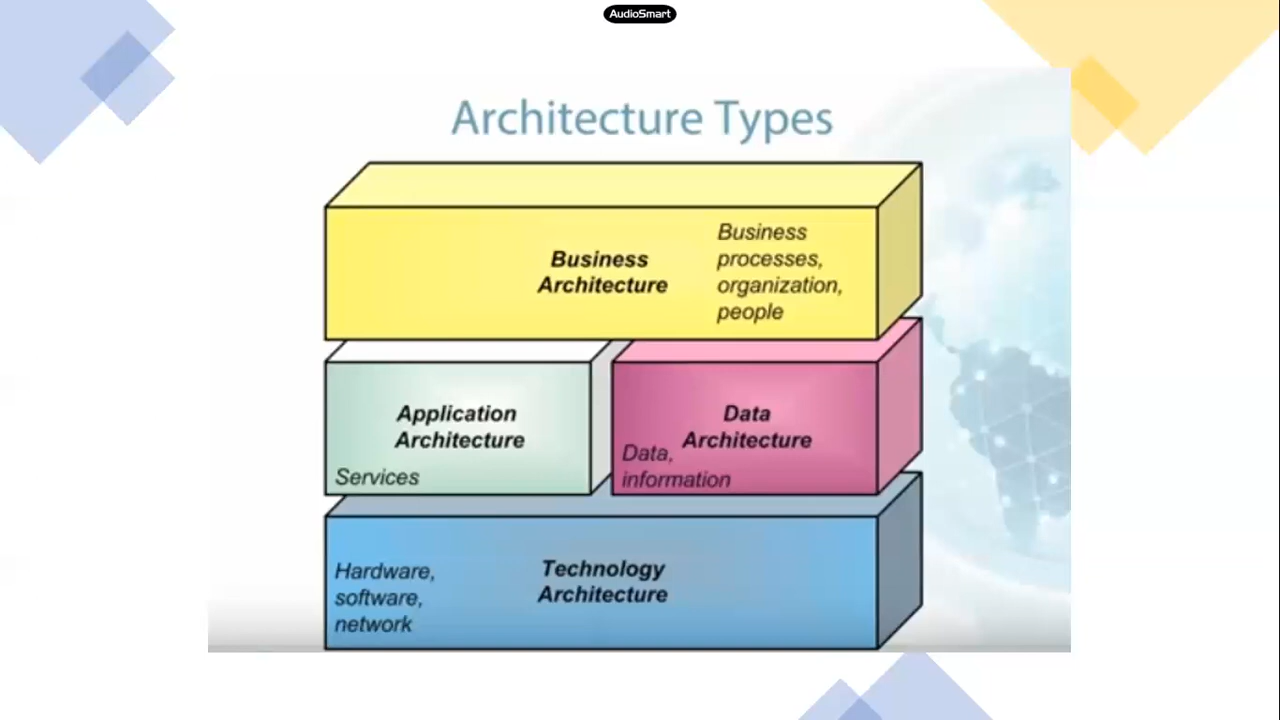 AudioSmart
Architecture Types
Business
Architecture
Business
processes,
organization,
people
Application
Architecture
Services
Data
Architecture
Data,
information
Technology
Architecture
Hardware,
software,
network